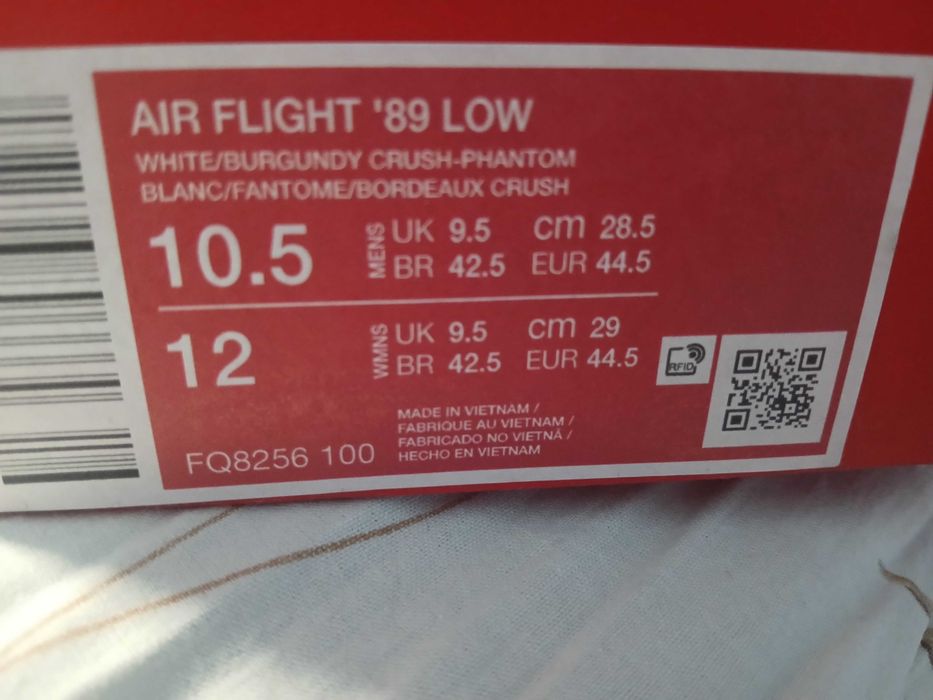 AIR FLIGHT '89 LOW
WHITE/BURGUNDY CRUSH-PHANTOM
BLANC/FANTOME/BORDEAUX CRUSH
10.5 MENS UK 9.5 cm 28.5
BR 42.5 EUR 44.5
12 WMNS UK 9.5 cm 29
BR 42.5 EUR 44.5
RFID
MADE IN VIETNAM /
FABRIQUE AU VIETNAM /
FABRICADO NO VIETNÃ /
HECHO EN VIETNAM
FQ8256 100